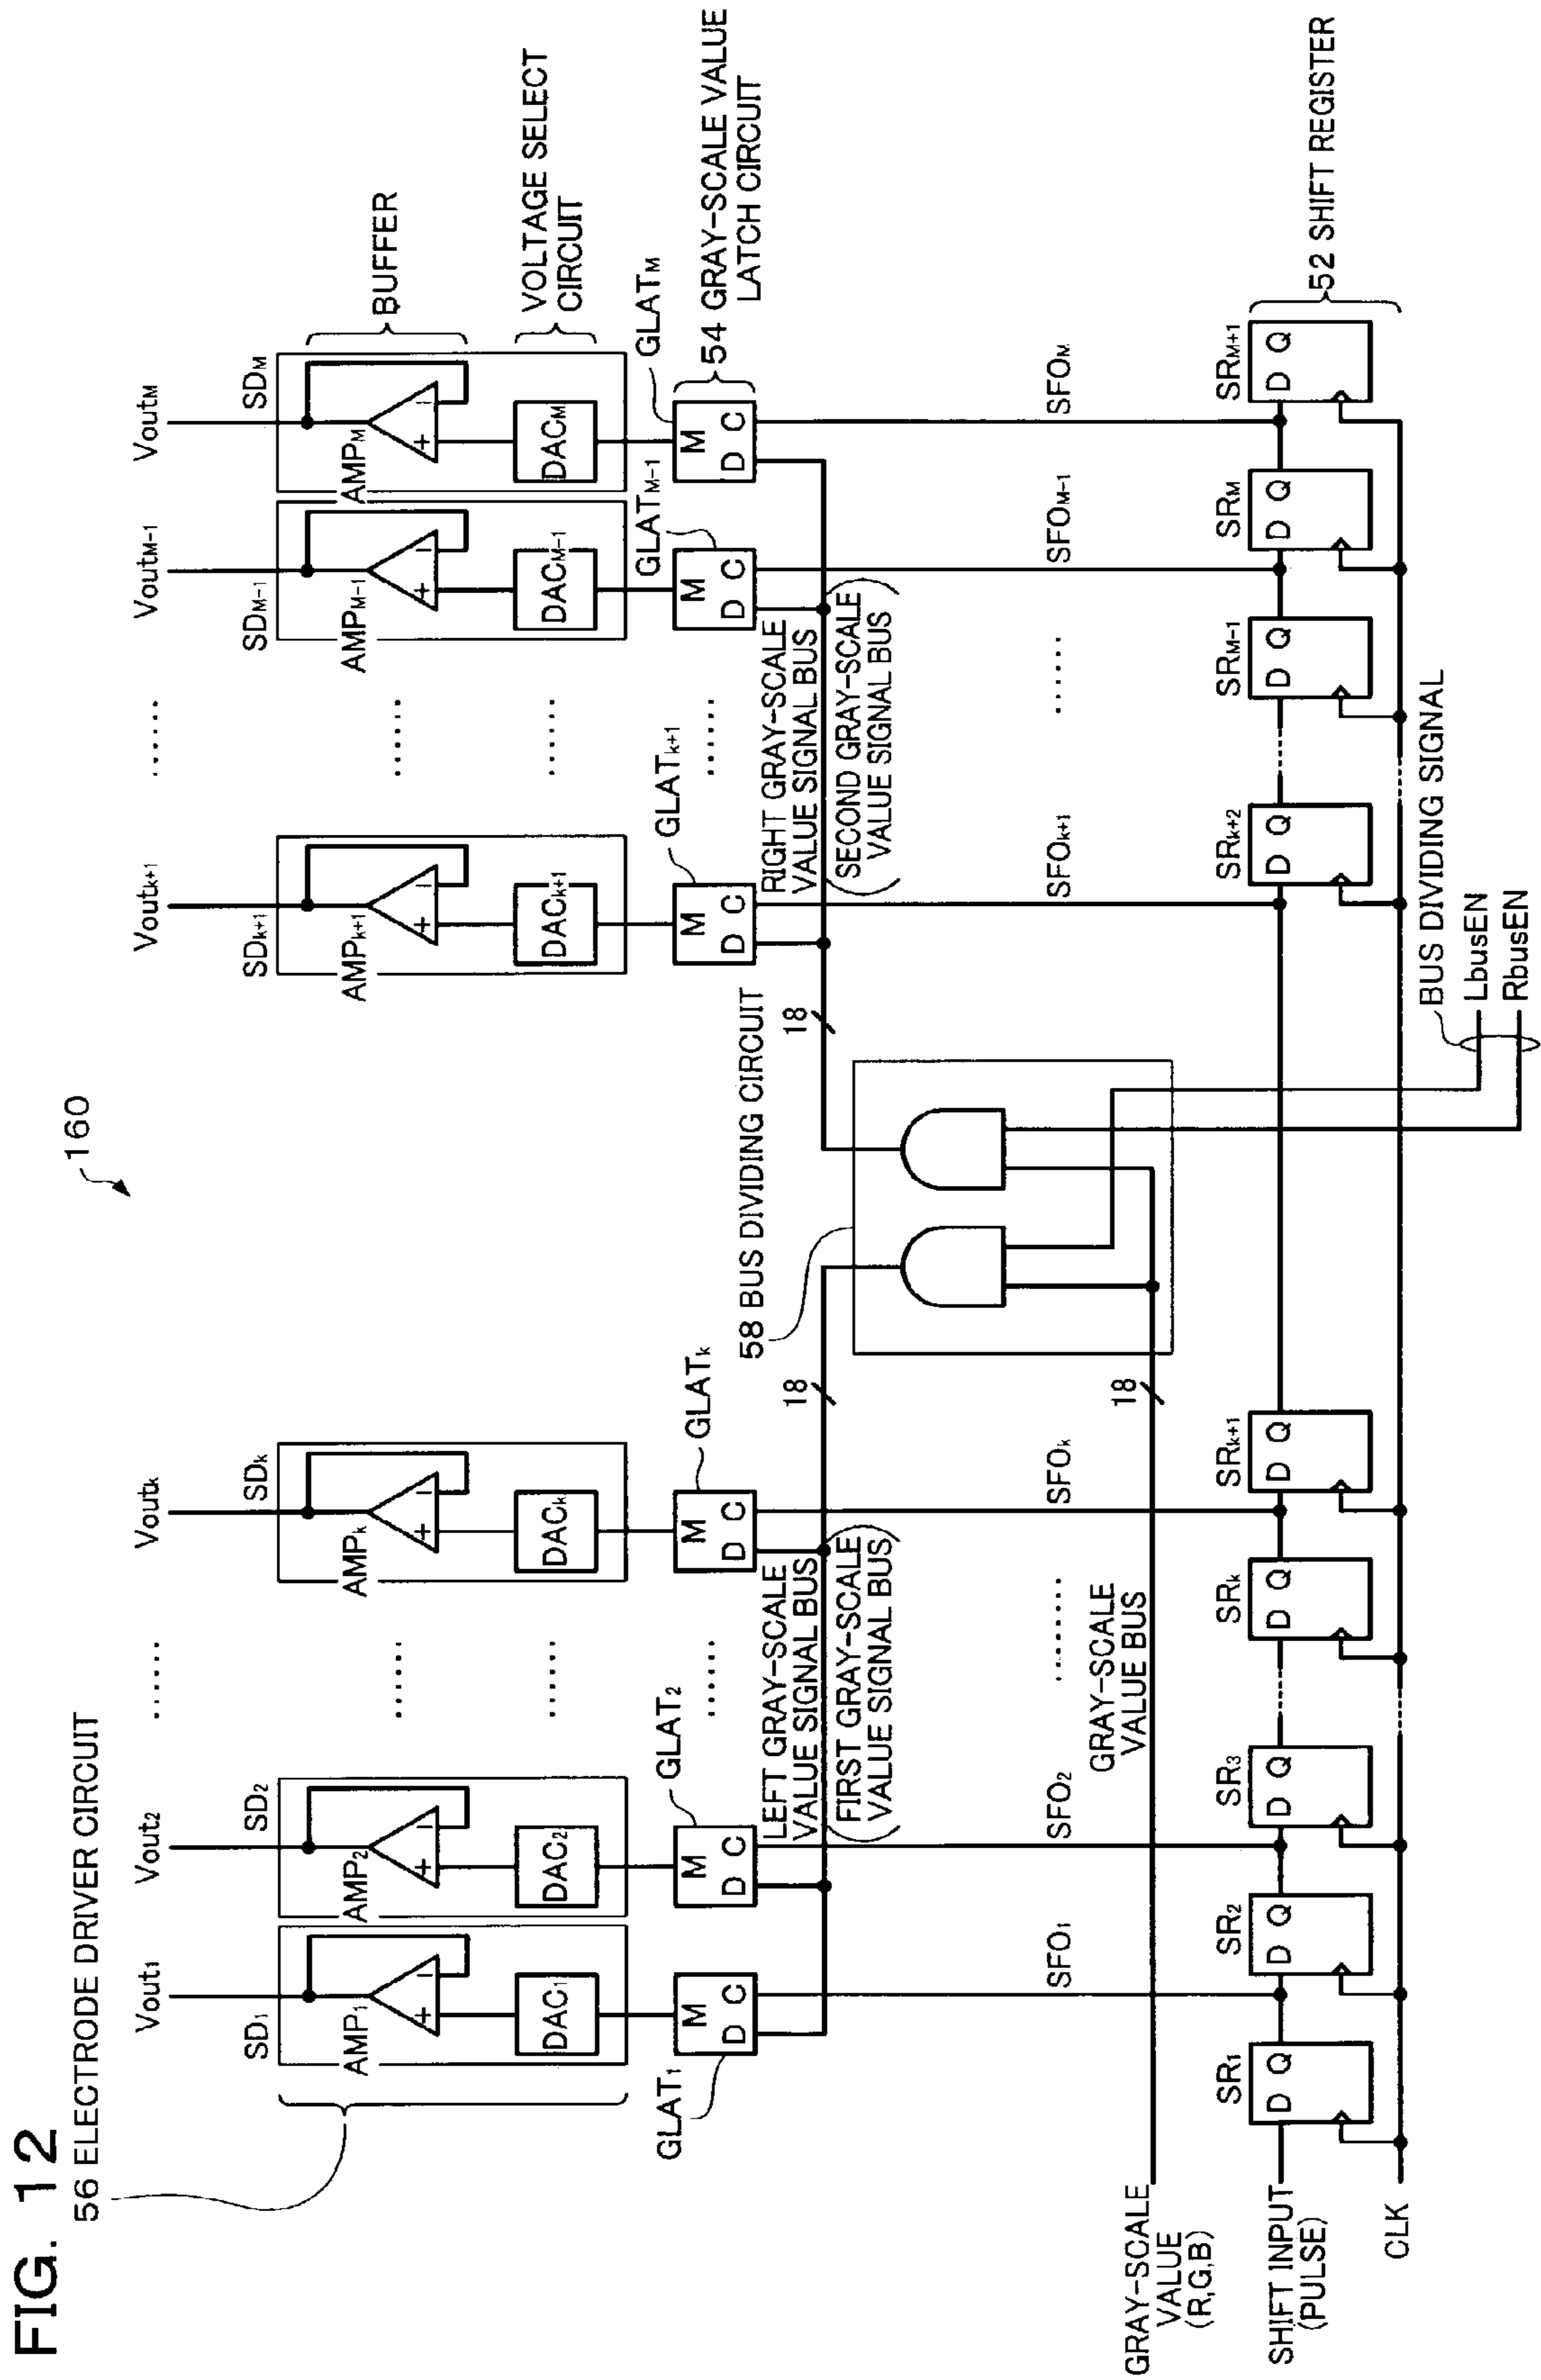 FIG. 12
160
56 ELECTRODE DRIVER CIRCUIT
Vout1
Vout2
......
Voutk
Voutk+1
......
VoutM-1
VoutM
SD1
SD2
SDk
SDk+1
SDM-1
SDM
AMP1
+
−
AMP2
+
−
......
AMPk
+
−
AMPk+1
+
−
......
AMPM-1
+
−
AMPM
+
−
BUFFER
DAC1
DAC2
......
DACk
DACk+1
......
DACM-1
DACM
VOLTAGE SELECT
CIRCUIT
GLAT1
GLAT2
GLATk
GLATk+1
GLATM-1
GLATM
M
D C
M
D C
......
M
D C
M
D C
......
M
D C
M
D C
54 GRAY-SCALE VALUE
LATCH CIRCUIT
LEFT GRAY-SCALE
VALUE SIGNAL BUS
(FIRST GRAY-SCALE
VALUE SIGNAL BUS)
18
58 BUS DIVIDING CIRCUIT
18
RIGHT GRAY-SCALE
VALUE SIGNAL BUS
(SECOND GRAY-SCALE
VALUE SIGNAL BUS)
SFO1
SFO2
.......
SFOk
SFOk+1
......
SFOM-1
SFOM
GRAY-SCALE
VALUE BUS
18
GRAY-SCALE
VALUE
(R,G,B)
SR1
SR2
SR3
SRk
SRk+1
SRk+2
SRM-1
SRM
SRM+1
D Q
D Q
D Q
D Q
D Q
D Q
D Q
D Q
D Q
52 SHIFT REGISTER
SHIFT INPUT
(PULSE)
CLK
BUS DIVIDING SIGNAL
LbusEN
RbusEN